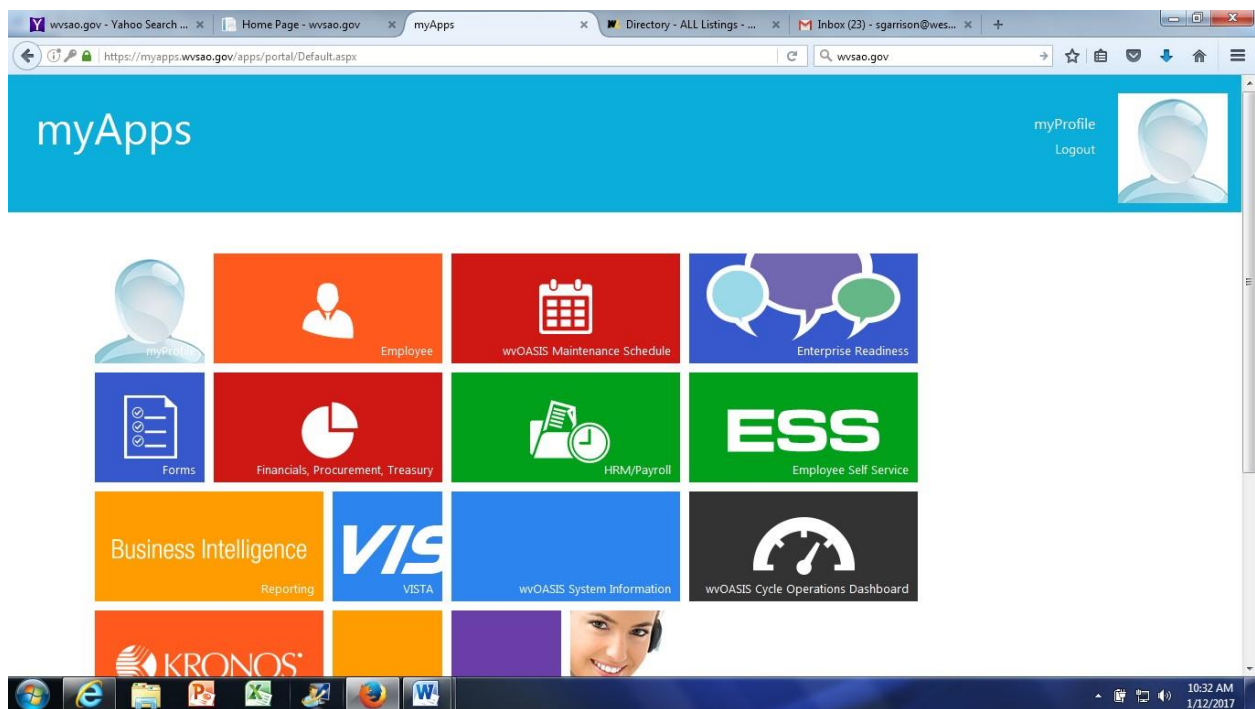 wvsao.gov - Yahoo Search ...
Home Page - wvsao.gov
myApps
Directory - ALL Listings - ...
Inbox (23) - sgarrison@wes...
https://myapps.wvsao.gov/apps/portal/Default.aspx
wvsao.gov
myApps
myProfile
Logout
myProfile
Employee
wvOASIS Maintenance Schedule
Enterprise Readiness
Forms
Financials, Procurement, Treasury
HRM/Payroll
ESS
Employee Self Service
Business Intelligence
Reporting
VIS
VISTA
wvOASIS System Information
wvOASIS Cycle Operations Dashboard
KRONOS
10:32 AM
1/12/2017